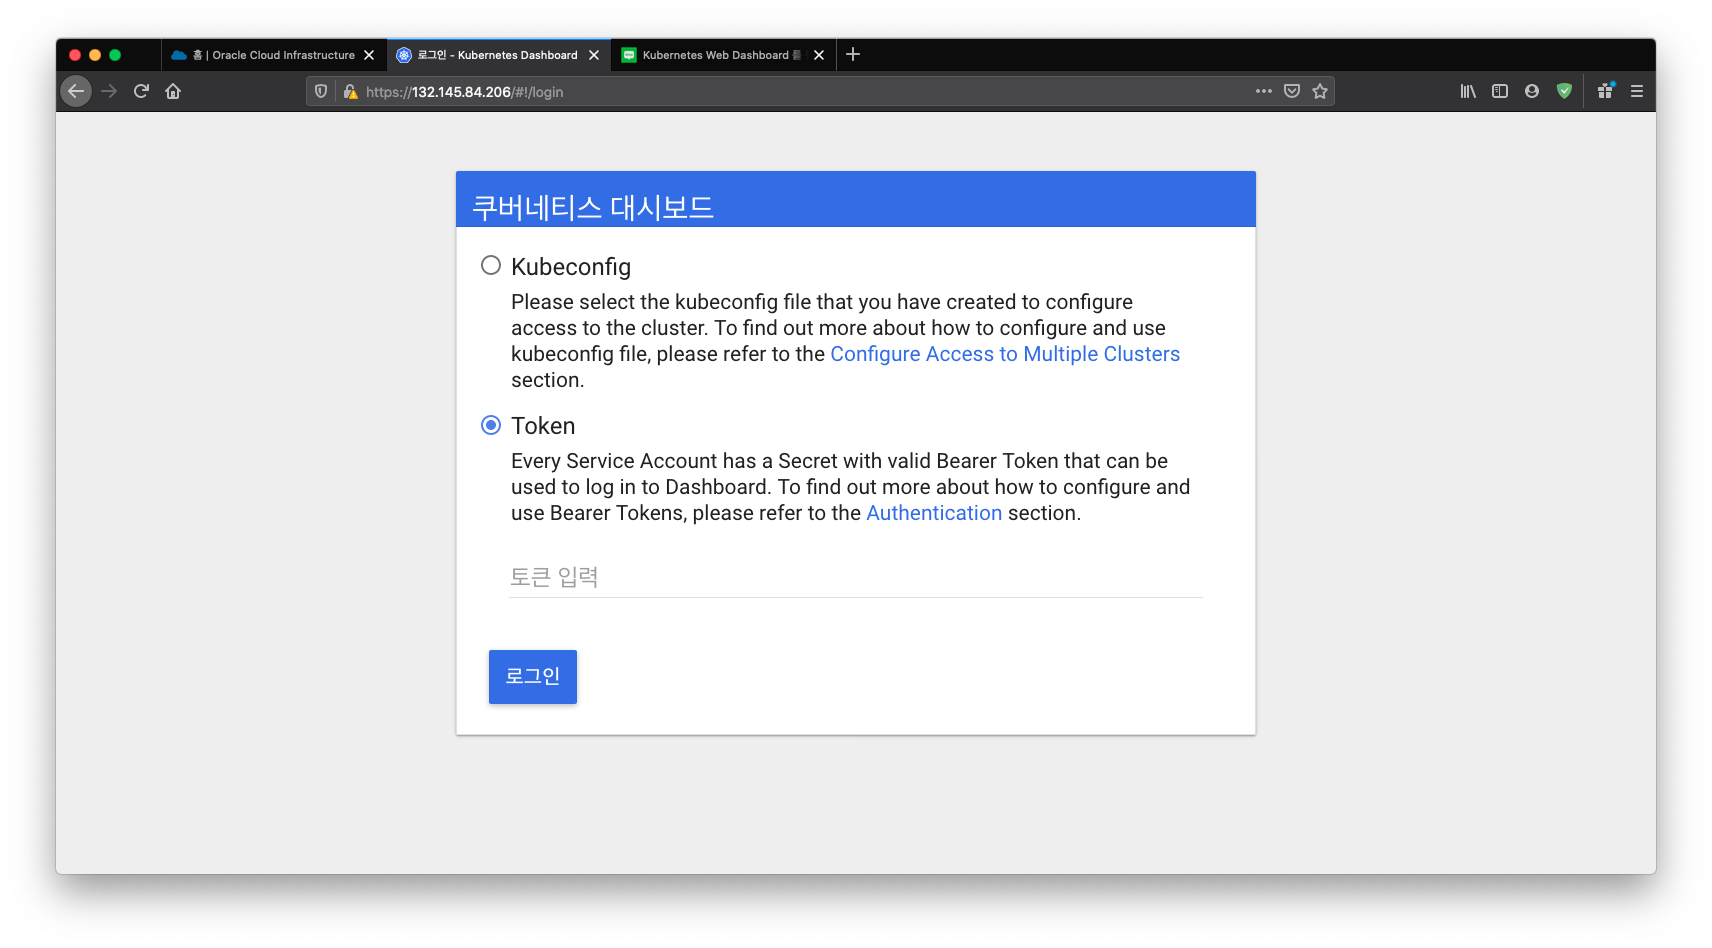 홈 | Oracle Cloud Infrastructure
로그인 - Kubernetes Dashboard
Kubernetes Web Dashboard 를
https://132.145.84.206/#!/login
쿠버네티스 대시보드
Kubeconfig
Please select the kubeconfig file that you have created to configure
access to the cluster. To find out more about how to configure and use
kubeconfig file, please refer to the Configure Access to Multiple Clusters
section.
Token
Every Service Account has a Secret with valid Bearer Token that can be
used to log in to Dashboard. To find out more about how to configure and
use Bearer Tokens, please refer to the Authentication section.
토큰 입력
로그인